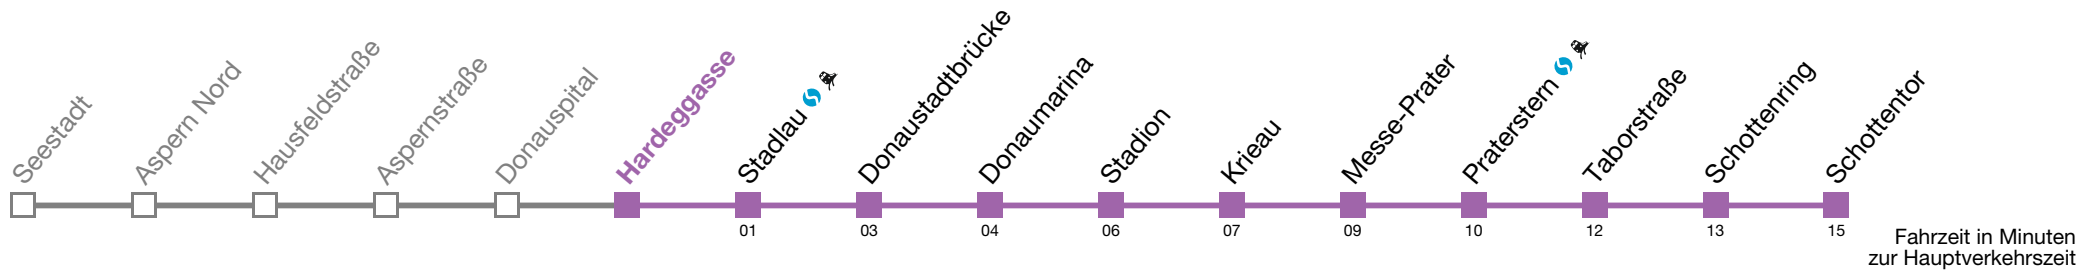 Seestadt
Aspern Nord
Hausfeldstraße
Aspernstraße
Donauspital
Hardeggasse
Stadlau
Donaustadtbrücke
Donaumarina
Stadion
Krieau
Messe-Prater
Praterstern
Taborstraße
Schottenring
Schottentor
01 03 04 06 07 09 10 12 13 15
Fahrzeit in Minuten
zur Hauptverkehrszeit